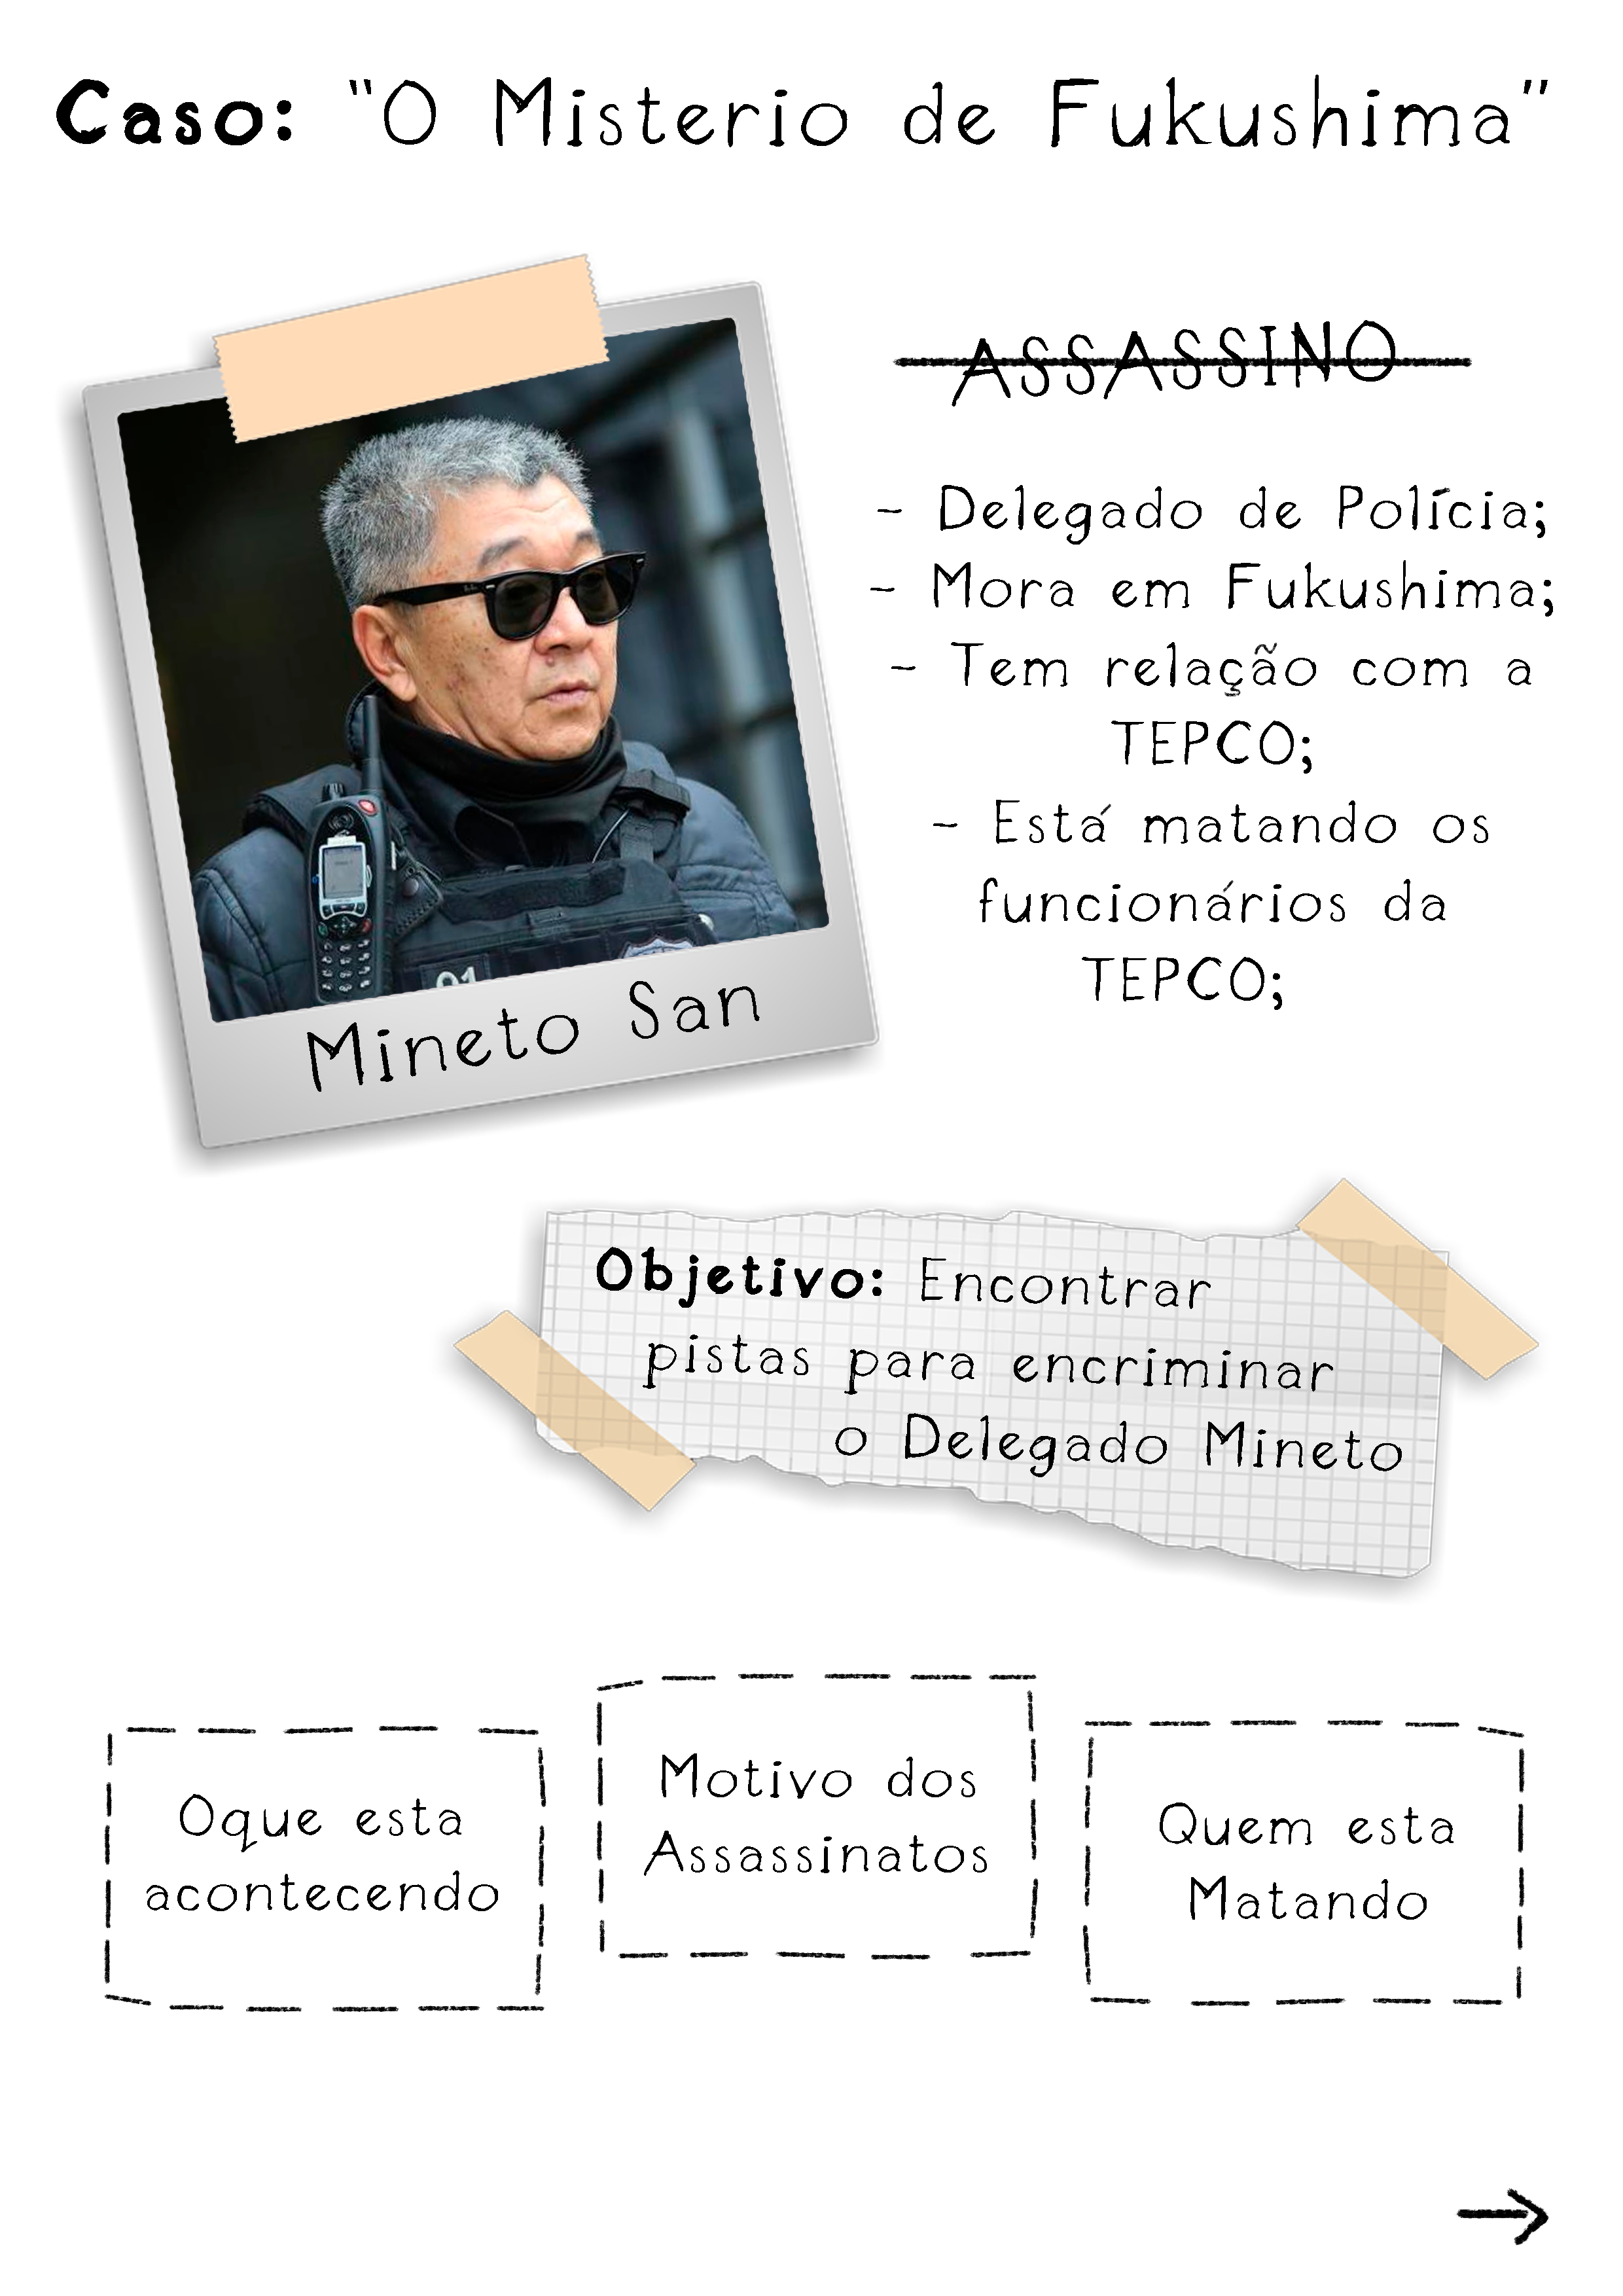 Caso: "O Misterio de Fukushima"
ASSASSINO
- Delegado de Polícia;
- Mora em Fukushima;
- Tem relação com a
TEPCO;
- Está matando os
funcionários da
TEPCO;
01
Mineto San
Objetivo: Encontrar
pistas para encriminar
o Delegado Mineto
Motivo dos
Assassinatos
Oque esta
acontecendo
Quem esta
Matando